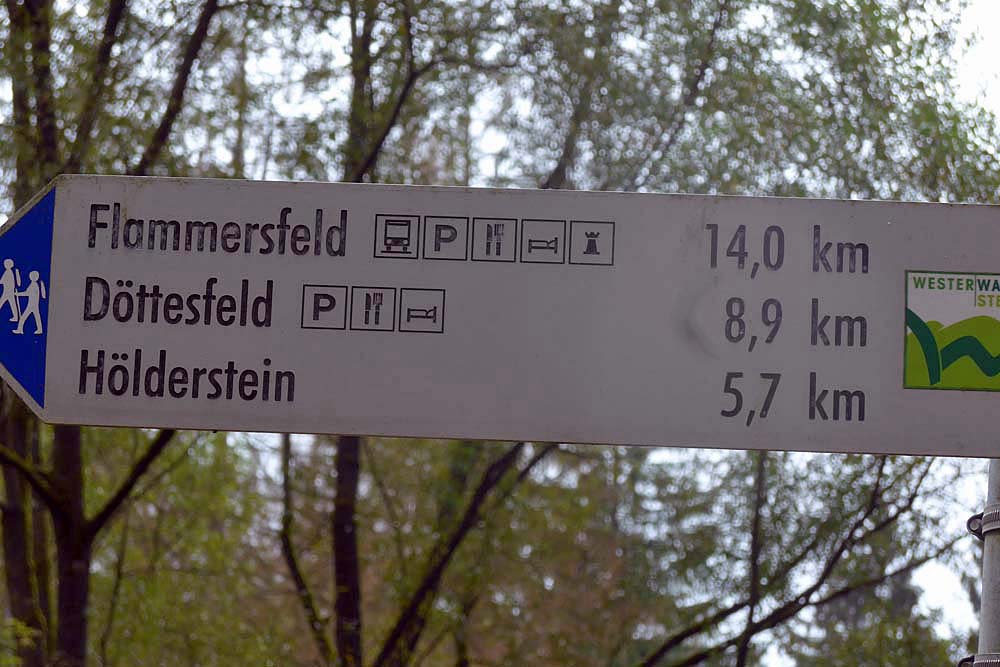 Flammersfeld P 14,0 km
Döttesfeld P 8,9 km
Hölderstein 5,7 km
WESTERWA
STE